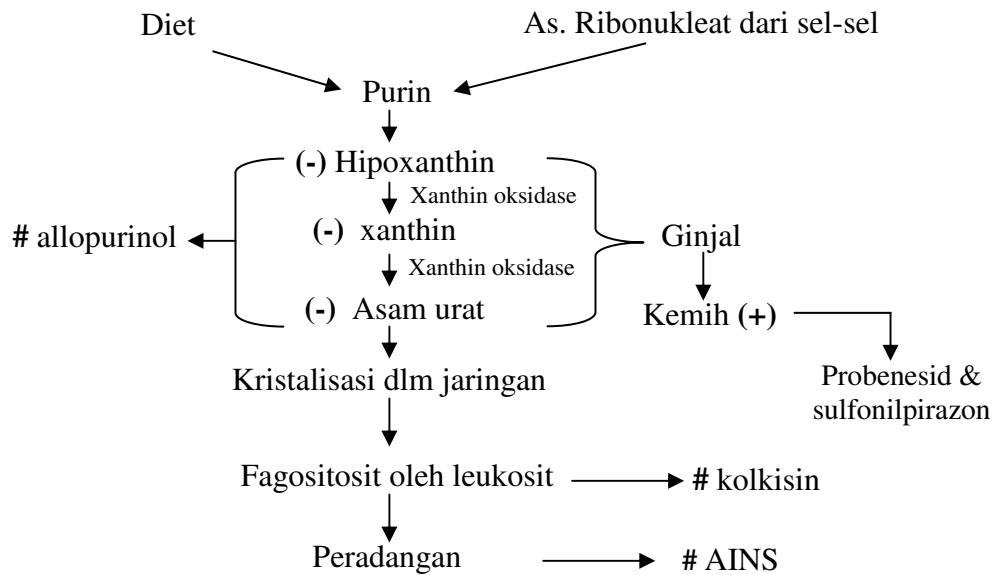 Diet
As. Ribonukleat dari sel-sel
Purin
(-) Hipoxanthin
Xanthin oksidase
# allopurinol
(-) xanthin
Ginjal
Xanthin oksidase
(-) Asam urat
Kemih (+)
Kristalisasi dlm jaringan
Probenesid &
sulfonilpirazon
Fagositosit oleh leukosit
# kolkisin
Peradangan
# AINS